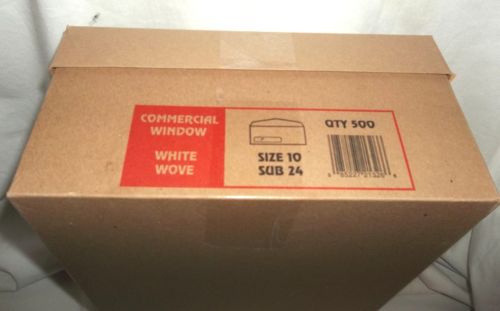 COMMERCIAL
WINDOW
WHITE
WOVE
SIZE 10
SUB 24
QTY 500